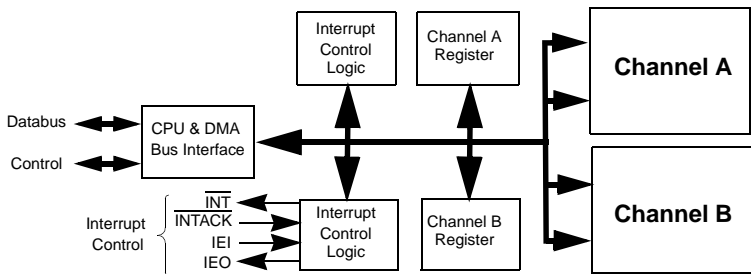 Interrupt
Control
Logic
Channel A
Register
Channel A
Databus
Control
CPU & DMA
Bus Interface
Interrupt
Control
INT
INTACK
IEI
IEO
Interrupt
Control
Logic
Channel B
Register
Channel B